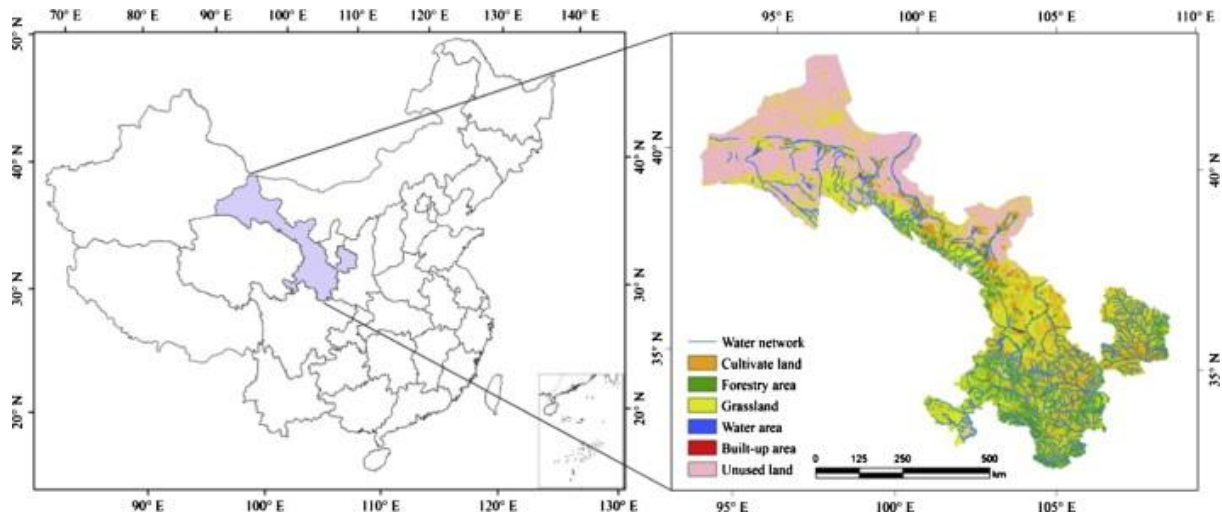 70° E 80° E 90° E 100° E 110° E 120° E 130° E 140° E
95° E 100° E 105° E 110° E
50° N
40° N
30° N
20° N
40° N
30° N
20° N
90° E 100° E 110° E 120° E 130° E
40° N
35° N
40° N
35° N
Water network
Cultivate land
Forestry area
Grassland
Water area
Built-up area
Unused land
0 125 250 500
km
95° E 100° E 105° E